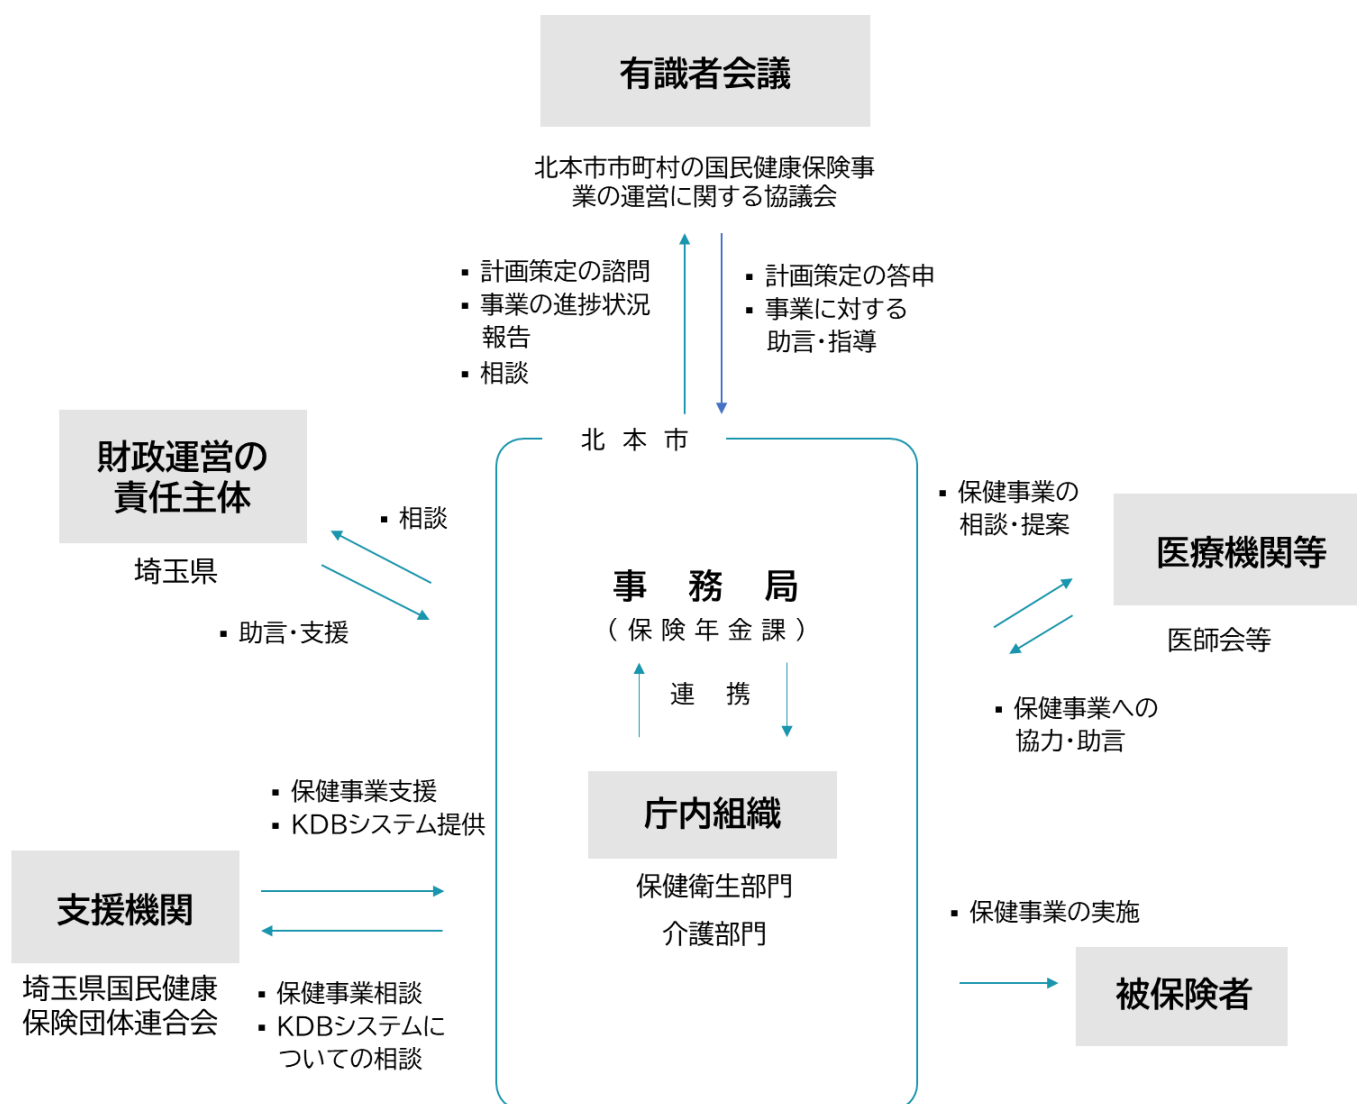 有識者会議
北本市市町村の国民健康保険事
業の運営に関する協議会
▪ 計画策定の諮問
▪ 事業の進捗状況
報告
▪ 相談
▪ 計画策定の答申
▪ 事業に対する
助言・指導
財政運営の
責任主体
埼玉県
▪ 相談
▪ 助言・支援
北 本 市
事 務 局
（保険年金課）
連 携
庁内組織
保健衛生部門
介護部門
▪ 保健事業の
相談・提案
医療機関等
医師会等
▪ 保健事業への
協力・助言
▪ 保健事業支援
▪ KDBシステム提供
支援機関
埼玉県国民健康
保険団体連合会
▪ 保健事業相談
▪ KDBシステムに
ついての相談
▪ 保健事業の実施
被保険者